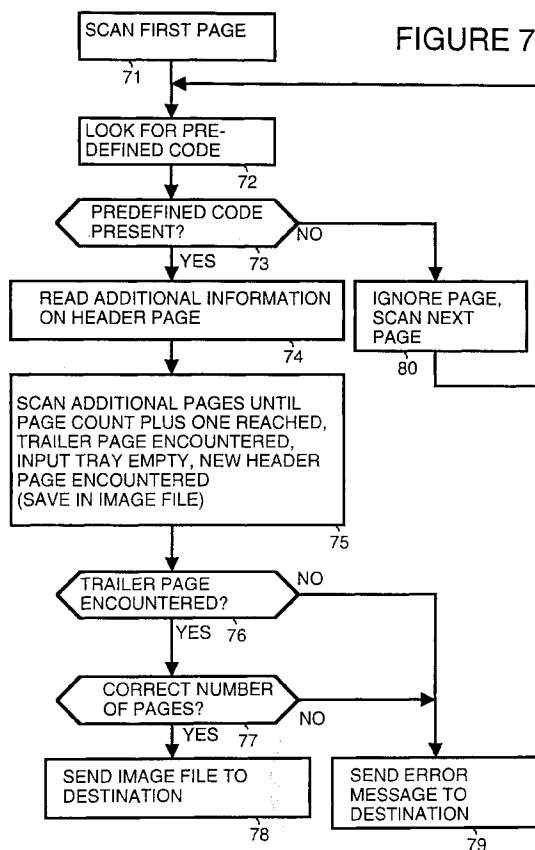 FIGURE 7
SCAN FIRST PAGE
71
LOOK FOR PRE-
DEFINED CODE
72
PREDEFINED CODE
PRESENT?
73
NO
YES
READ ADDITIONAL INFORMATION
ON HEADER PAGE
74
IGNORE PAGE,
SCAN NEXT
PAGE
80
SCAN ADDITIONAL PAGES UNTIL
PAGE COUNT PLUS ONE REACHED,
TRAILER PAGE ENCOUNTERED,
INPUT TRAY EMPTY, NEW HEADER
PAGE ENCOUNTERED
(SAVE IN IMAGE FILE)
75
TRAILER PAGE
ENCOUNTERED?
76
NO
YES
CORRECT NUMBER
OF PAGES?
77
NO
YES
SEND IMAGE FILE TO
DESTINATION
78
SEND ERROR
MESSAGE TO
DESTINATION
79